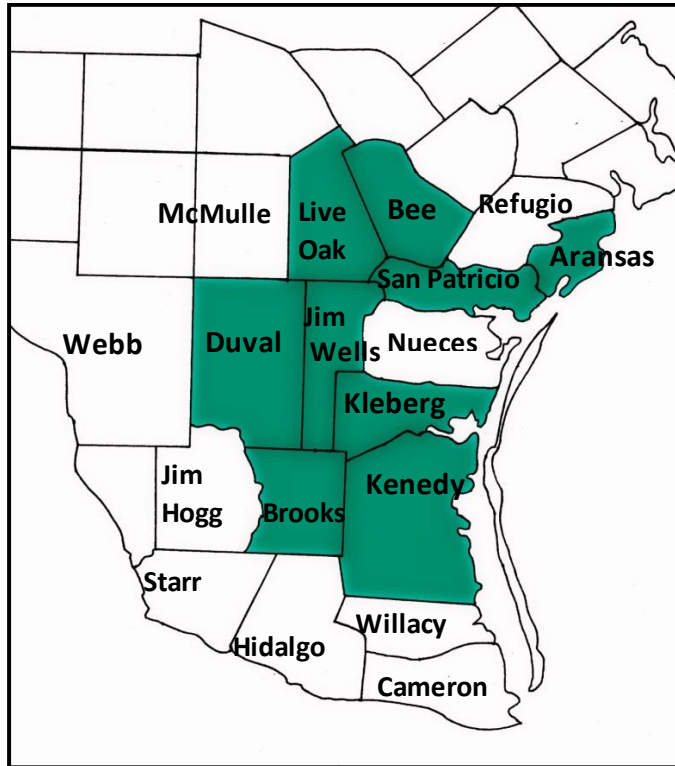 McMulle
Live
Oak
Bee
Refugio
Aransas
San Patricio
Webb
Duval
Jim
Wells
Nueces
Kleberg
Jim
Hogg
Brooks
Kenedy
Starr
Hidalgo
Willacy
Cameron